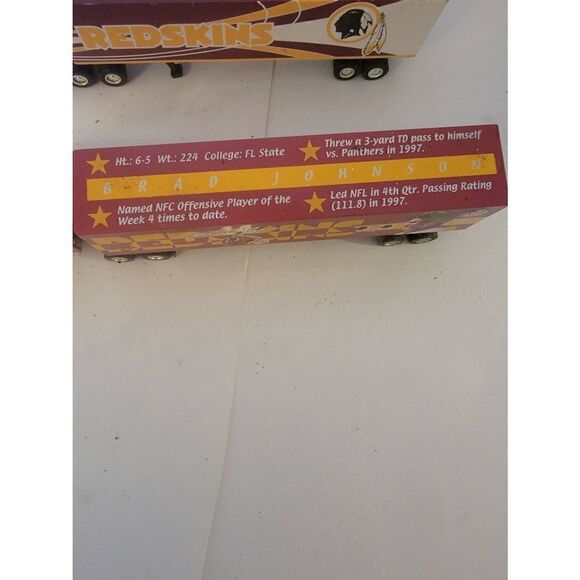 REDSKINS
Ht.: 6-5 Wt.: 224 College: FL State
Threw a 3-yard TD pass to himself
vs. Panthers in 1997.
BRAD JOHNSON
Named NFC Offensive Player of the
Week 4 times to date.
Led NFL in 4th Qtr. Passing Rating
(111.8) in 1997.
REDSKINS